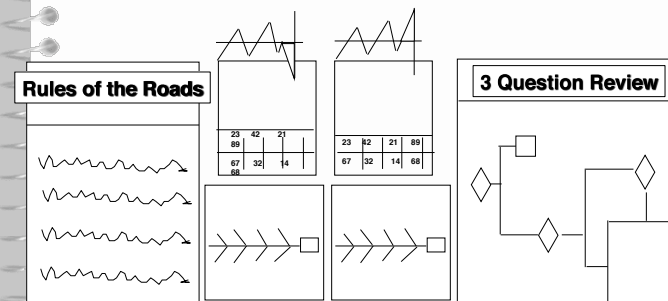 Rules of the Roads
23 42 21
89
67 32 14
68
23 42 21 89
67 32 14 68
3 Question Review